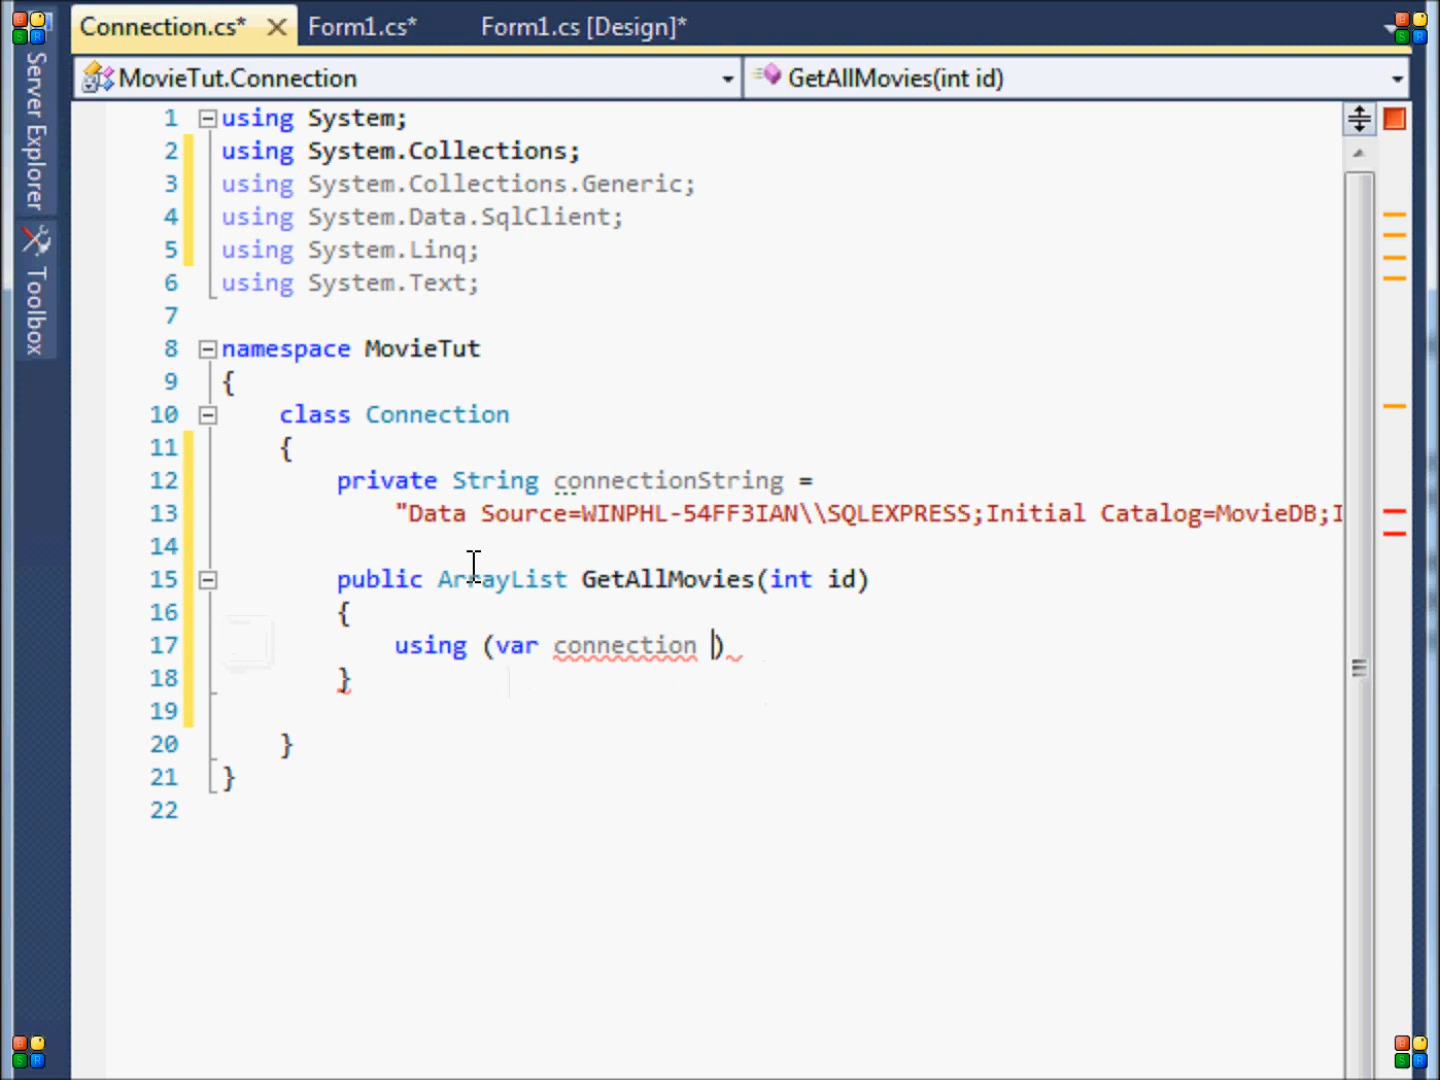 Connection.cs* Form1.cs* Form1.cs [Design]*
MovieTut.Connection GetAllMovies(int id)
Server Explorer
Toolbox
1 using System;
2 using System.Collections;
3 using System.Collections.Generic;
4 using System.Data.SqlClient;
5 using System.Linq;
6 using System.Text;
7
8 namespace MovieTut
9 {
10 class Connection
11 {
12 private String connectionString =
13 "Data Source=WINPHL-54FF3IAN\\SQLEXPRESS;Initial Catalog=MovieDB;I
14
15 public ArrayList GetAllMovies(int id)
16 {
17 using (var connection )
18 }
19
20 }
21 }
22